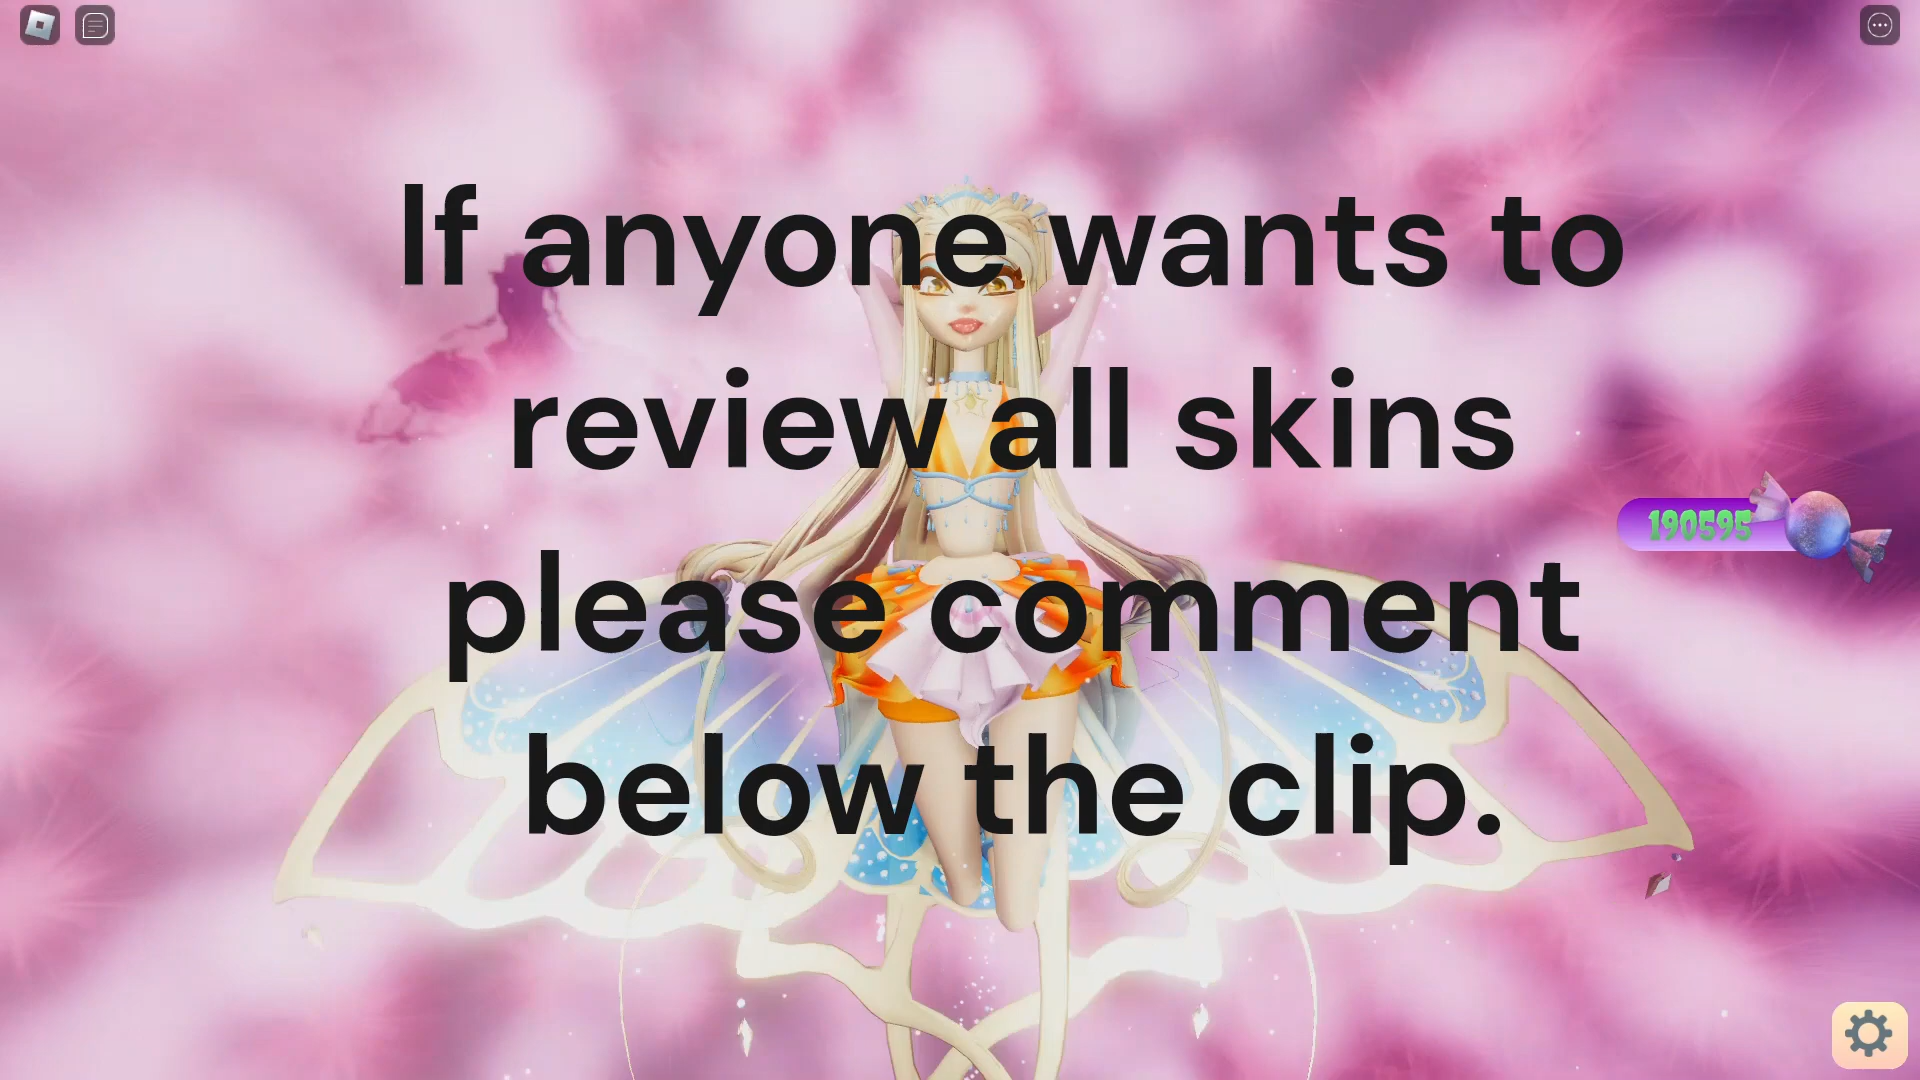 If anyone wants to
review all skins
190595
please comment
below the clip.